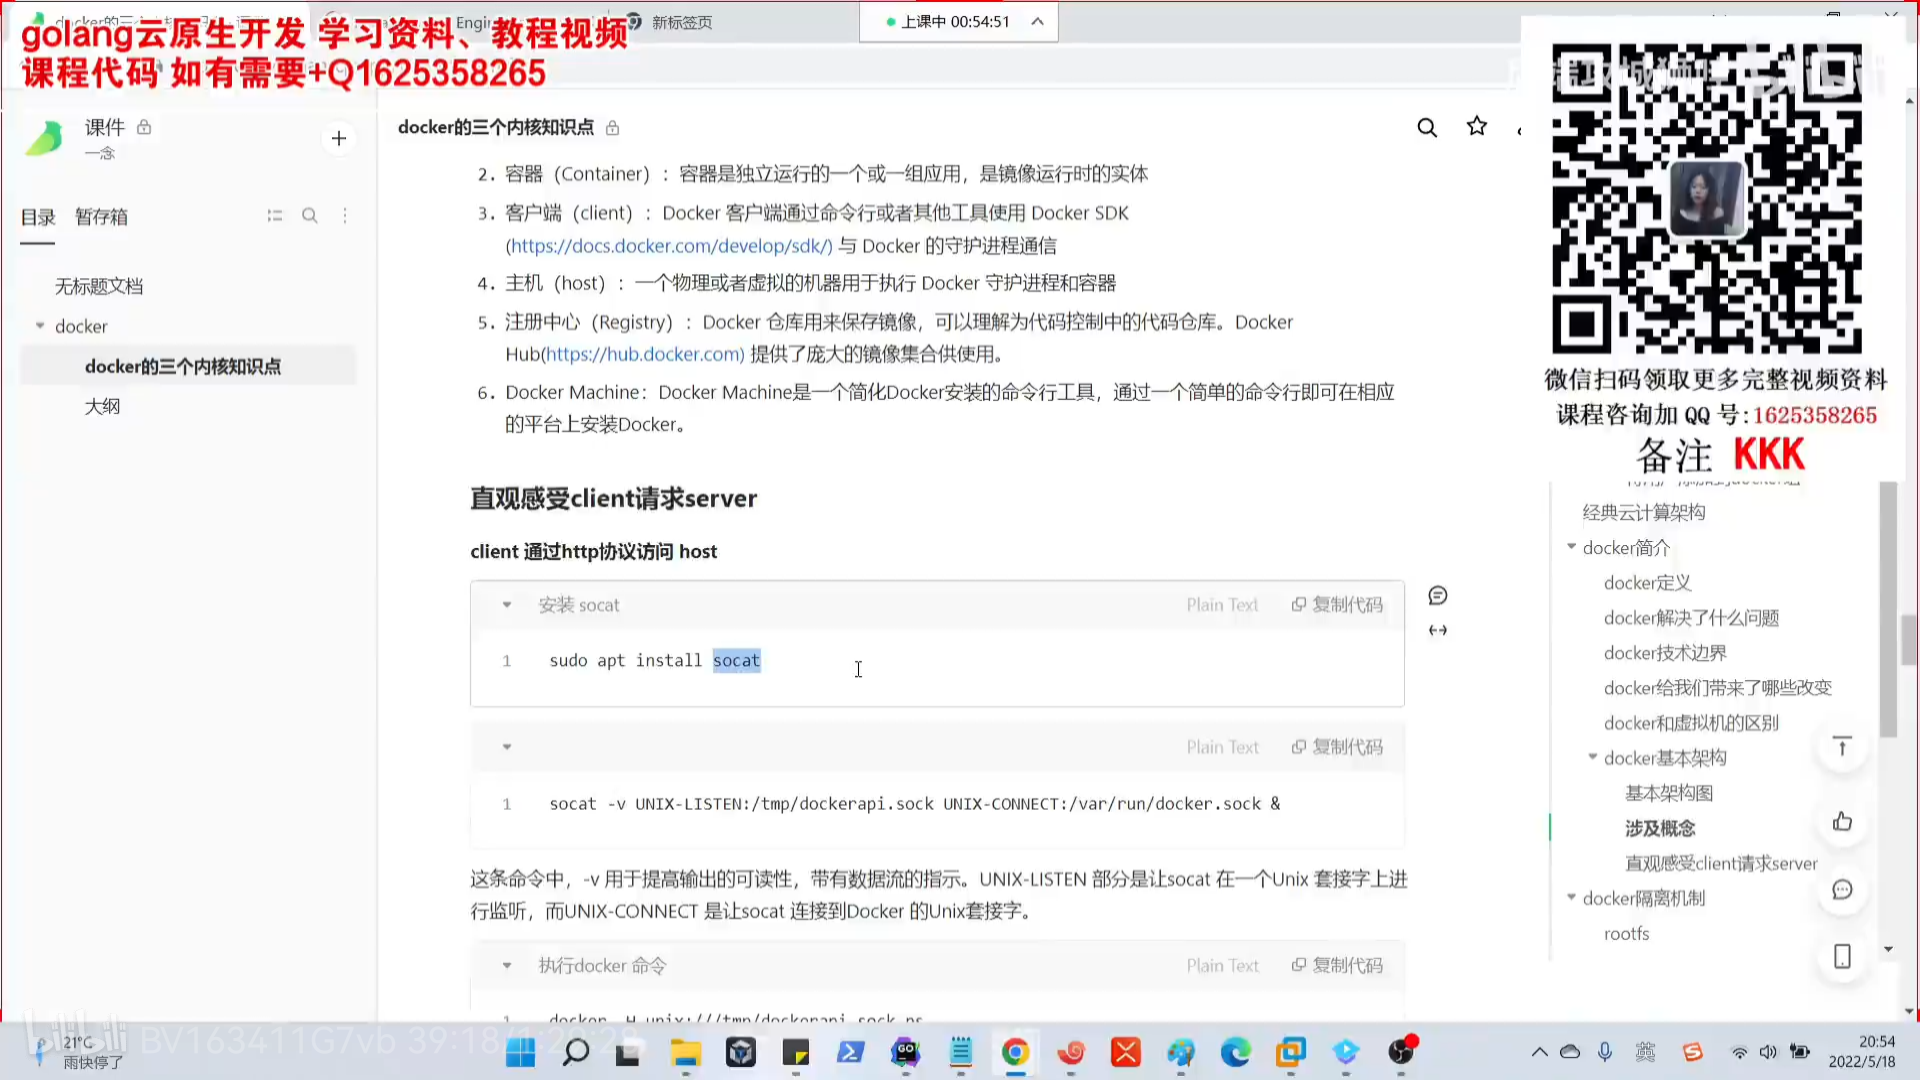 新标签页
上课中 00:54:51
golang云原生开发 学习资料、教程视频
课程代码 如有需要+Q1625358265
课件
一念
目录
暂存箱
无标题文档
docker
docker的三个内核知识点
大纲
docker的三个内核知识点
2. 容器（Container）：容器是独立运行的一个或一组应用，是镜像运行时的实体
3. 客户端（client）：Docker 客户端通过命令行或者其他工具使用 Docker SDK
(https://docs.docker.com/develop/sdk/) 与 Docker 的守护进程通信
4. 主机（host）：一个物理或者虚拟的机器用于执行 Docker 守护进程和容器
5. 注册中心（Registry）：Docker 仓库用来保存镜像，可以理解为代码控制中的代码仓库。Docker
Hub(https://hub.docker.com) 提供了庞大的镜像集合供使用。
6. Docker Machine：Docker Machine是一个简化Docker安装的命令行工具，通过一个简单的命令行即可在相应
的平台上安装Docker。
直观感受client请求server
client 通过http协议访问 host
安装 socat
Plain Text
复制代码
1 sudo apt install socat
Plain Text
复制代码
1 socat -v UNIX-LISTEN:/tmp/dockerapi.sock UNIX-CONNECT:/var/run/docker.sock &
这条命令中，-v 用于提高输出的可读性，带有数据流的指示。UNIX-LISTEN 部分是让socat 在一个Unix 套接字上进
行监听，而UNIX-CONNECT 是让socat 连接到Docker 的Unix套接字。
执行docker 命令
Plain Text
复制代码
1 docker -H unix:///tmp/dockerapi.sock ps
微信扫码领取更多完整视频资料
课程咨询加 QQ 号:1625358265
备注 KKK
经典云计算架构
docker简介
docker定义
docker解决了什么问题
docker技术边界
docker给我们带来了哪些改变
docker和虚拟机的区别
docker基本架构
基本架构图
涉及概念
直观感受client请求server
docker隔离机制
rootfs
bilibili BV163411G7vb 39:18/1:20:28
21°C
雨快停了
英
20:54
2022/5/18